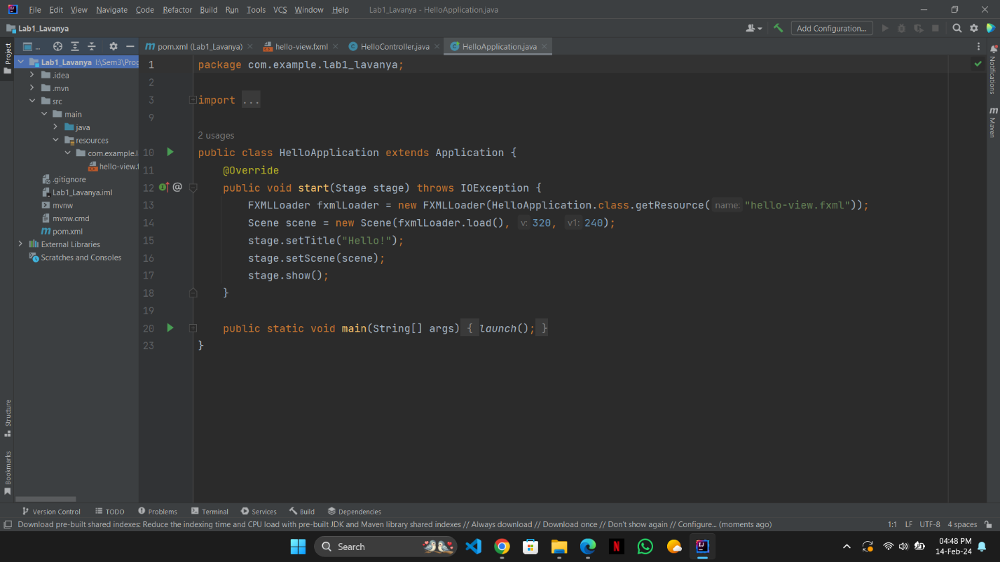 File Edit View Navigate Code Refactor Build Run Tools VCS Window Help Lab1_Lavanya - HelloApplication.java
Lab1_Lavanya Add Configuration...
... pom.xml (Lab1_Lavanya) hello-view.fxml HelloController.java HelloApplication.java
Project
Lab1_Lavanya I:\Sem3\Prog
.idea
.mvn
src
main
java
resources
com.example.l
hello-view.f
.gitignore
Lab1_Lavanya.iml
mvnw
mvnw.cmd
pom.xml
External Libraries
Scratches and Consoles
Structure
Bookmarks
1 package com.example.lab1_lavanya;
2
3 import ...
9
2 usages
10 public class HelloApplication extends Application {
11 @Override
12 @ public void start(Stage stage) throws IOException {
13 FXMLLoader fxmlLoader = new FXMLLoader(HelloApplication.class.getResource( name: "hello-view.fxml"));
14 Scene scene = new Scene(fxmlLoader.load(), v: 320, v1: 240);
15 stage.setTitle("Hello!");
16 stage.setScene(scene);
17 stage.show();
18 }
19
20 public static void main(String[] args) { launch(); }
23 }
Notifications
Maven
Version Control TODO Problems Terminal Services Build Dependencies
Download pre-built shared indexes: Reduce the indexing time and CPU load with pre-built JDK and Maven library shared indexes // Always download // Download once // Don't show again // Configure... (moments ago) 1:1 LF UTF-8 4 spaces
Search 04:48 PM
14-Feb-24